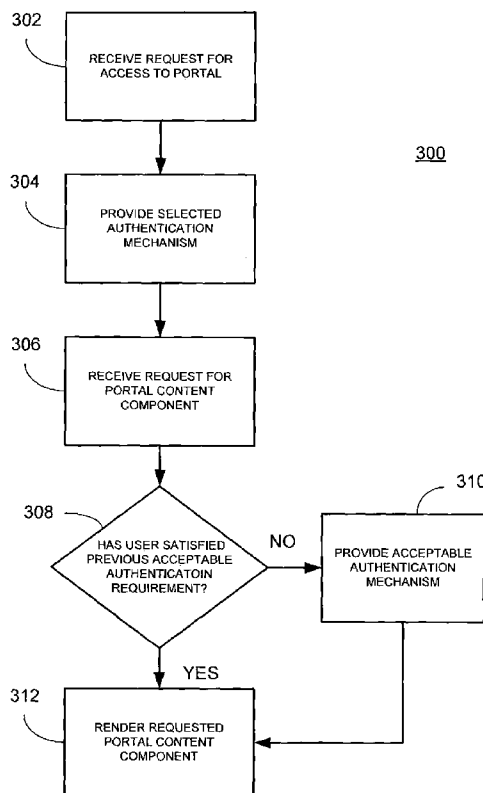 302
RECEIVE REQUEST FOR
ACCESS TO PORTAL
300
304
PROVIDE SELECTED
AUTHENTICATION
MECHANISM
306
RECEIVE REQUEST FOR
PORTAL CONTENT
COMPONENT
308
HAS USER SATISFIED
PREVIOUS ACCEPTABLE
AUTHENTICATOIN
REQUIREMENT?
NO
310
PROVIDE ACCEPTABLE
AUTHENTICATION
MECHANISM
YES
312
RENDER REQUESTED
PORTAL CONTENT
COMPONENT